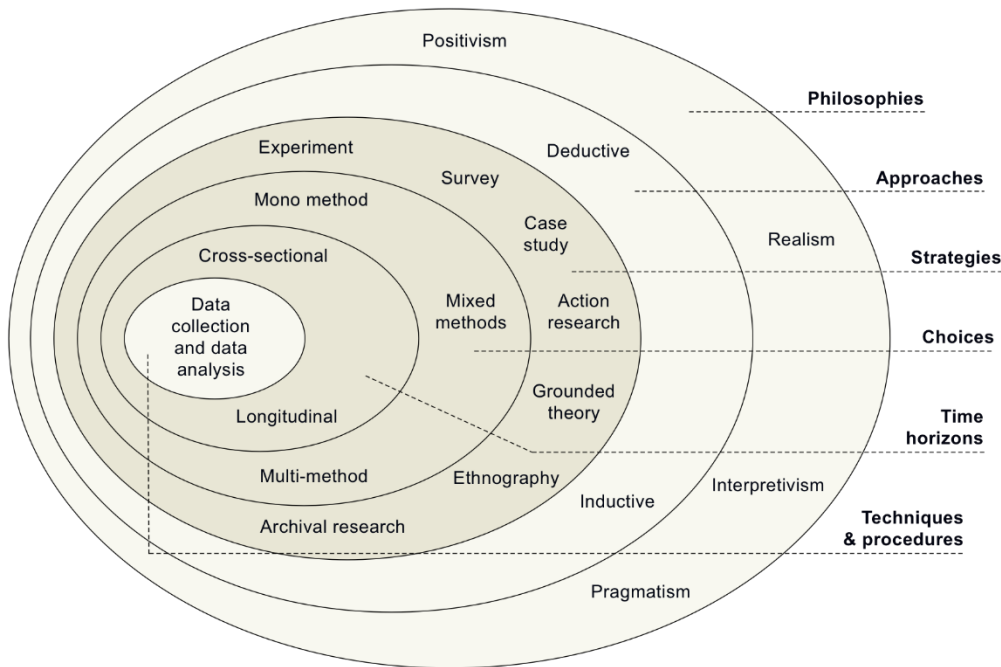 Positivism
Philosophies
Experiment
Deductive
Survey
Approaches
Mono method
Case
study
Realism
Cross-sectional
Strategies
Data
collection
and data
analysis
Mixed
methods
Action
research
Choices
Grounded
theory
Longitudinal
Time
horizons
Multi-method
Ethnography
Interpretivism
Inductive
Archival research
Techniques
& procedures
Pragmatism